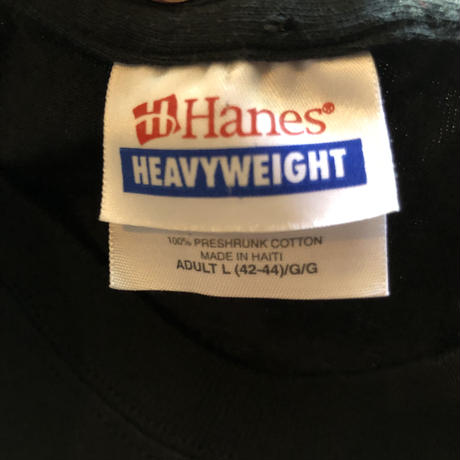 Hanes®
HEAVYWEIGHT
100% PRESHRUNK COTTON
MADE IN HAITI
ADULT L (42-44)/G/G